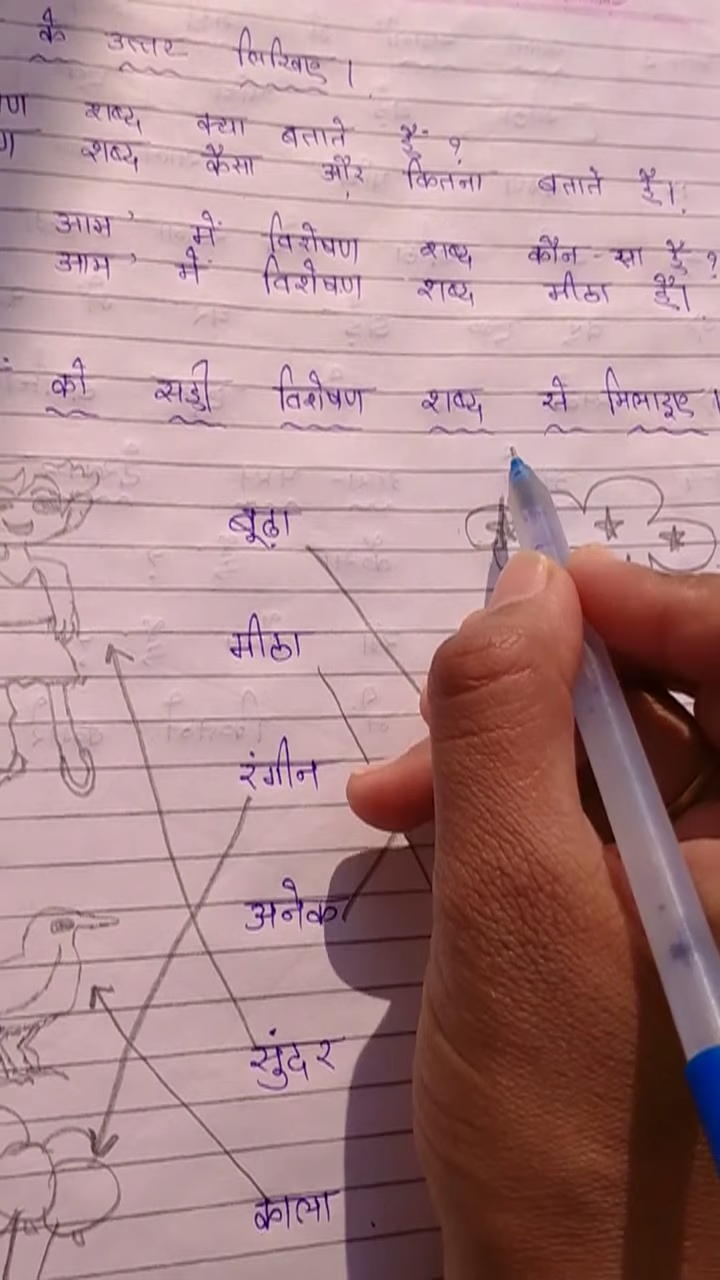 के उत्तर लिखिए।
शब्द क्या बताते हैं ?
शब्द कैसा और कितना बताते हैं।
आम' में विशेषण शब्द कौन-सा है ?
आम' में विशेषण शब्द मीठा है।
को सही विशेषण शब्द से मिलाइए।
बूढ़ा
मीठा
रंगीन
अनेक
सुंदर
काला